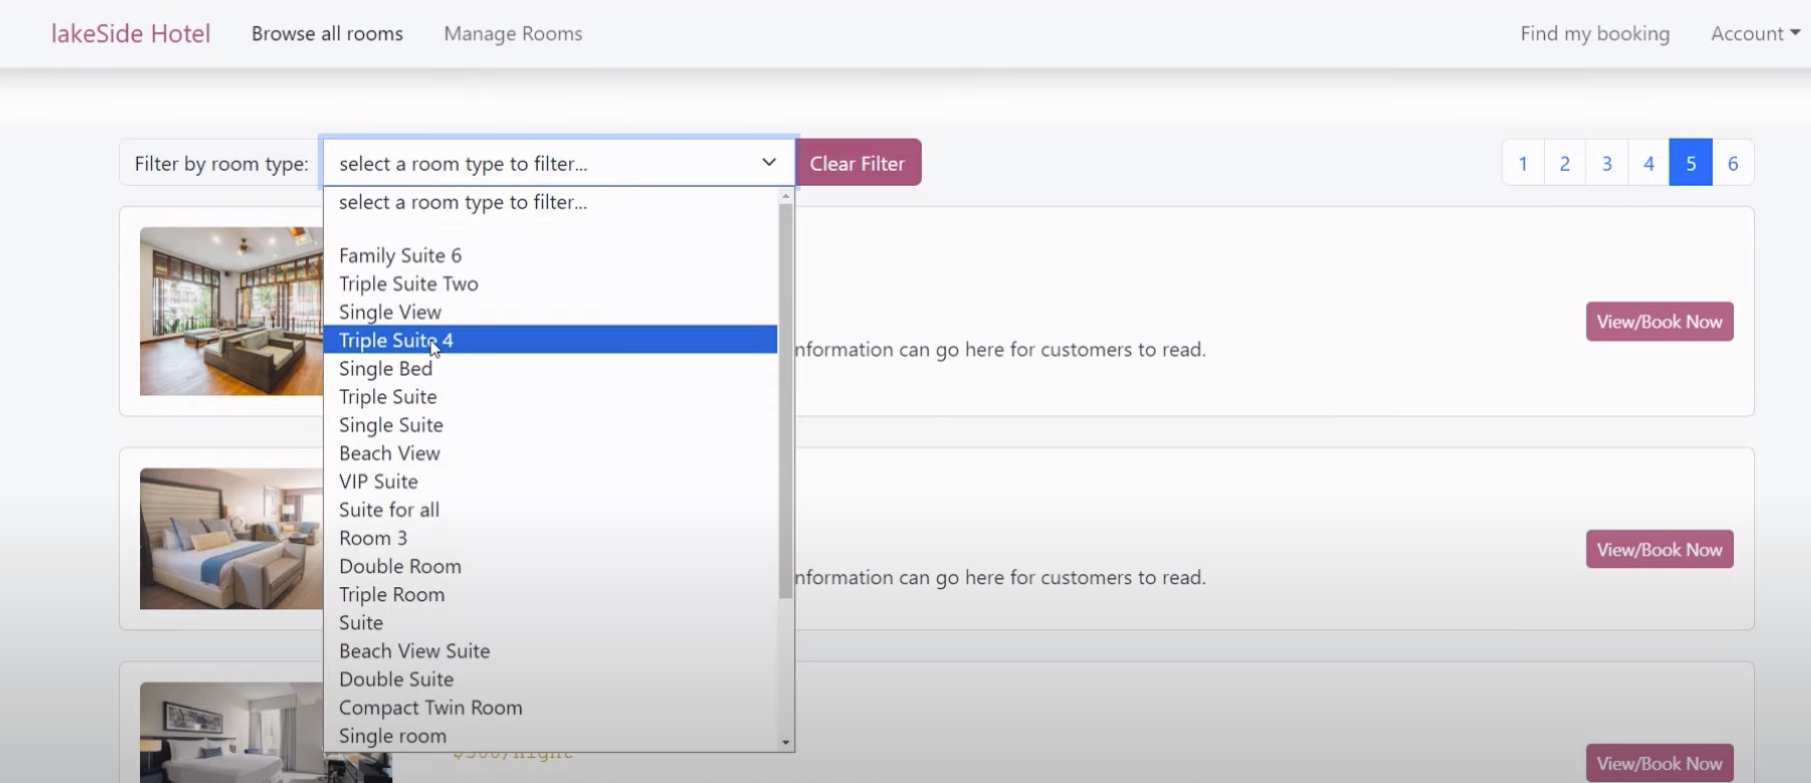 lakeSide Hotel Browse all rooms Manage Rooms Find my booking Account
Filter by room type: select a room type to filter... Clear Filter 1 2 3 4 5 6
select a room type to filter...
Family Suite 6
Triple Suite Two
Single View
View/Book Now
Triple Suite 4
nformation can go here for customers to read.
Single Bed
Triple Suite
Single Suite
Beach View
VIP Suite
Suite for all
Room 3
View/Book Now
Double Room
nformation can go here for customers to read.
Triple Room
Suite
Beach View Suite
Double Suite
Compact Twin Room
Single room
View/Book Now